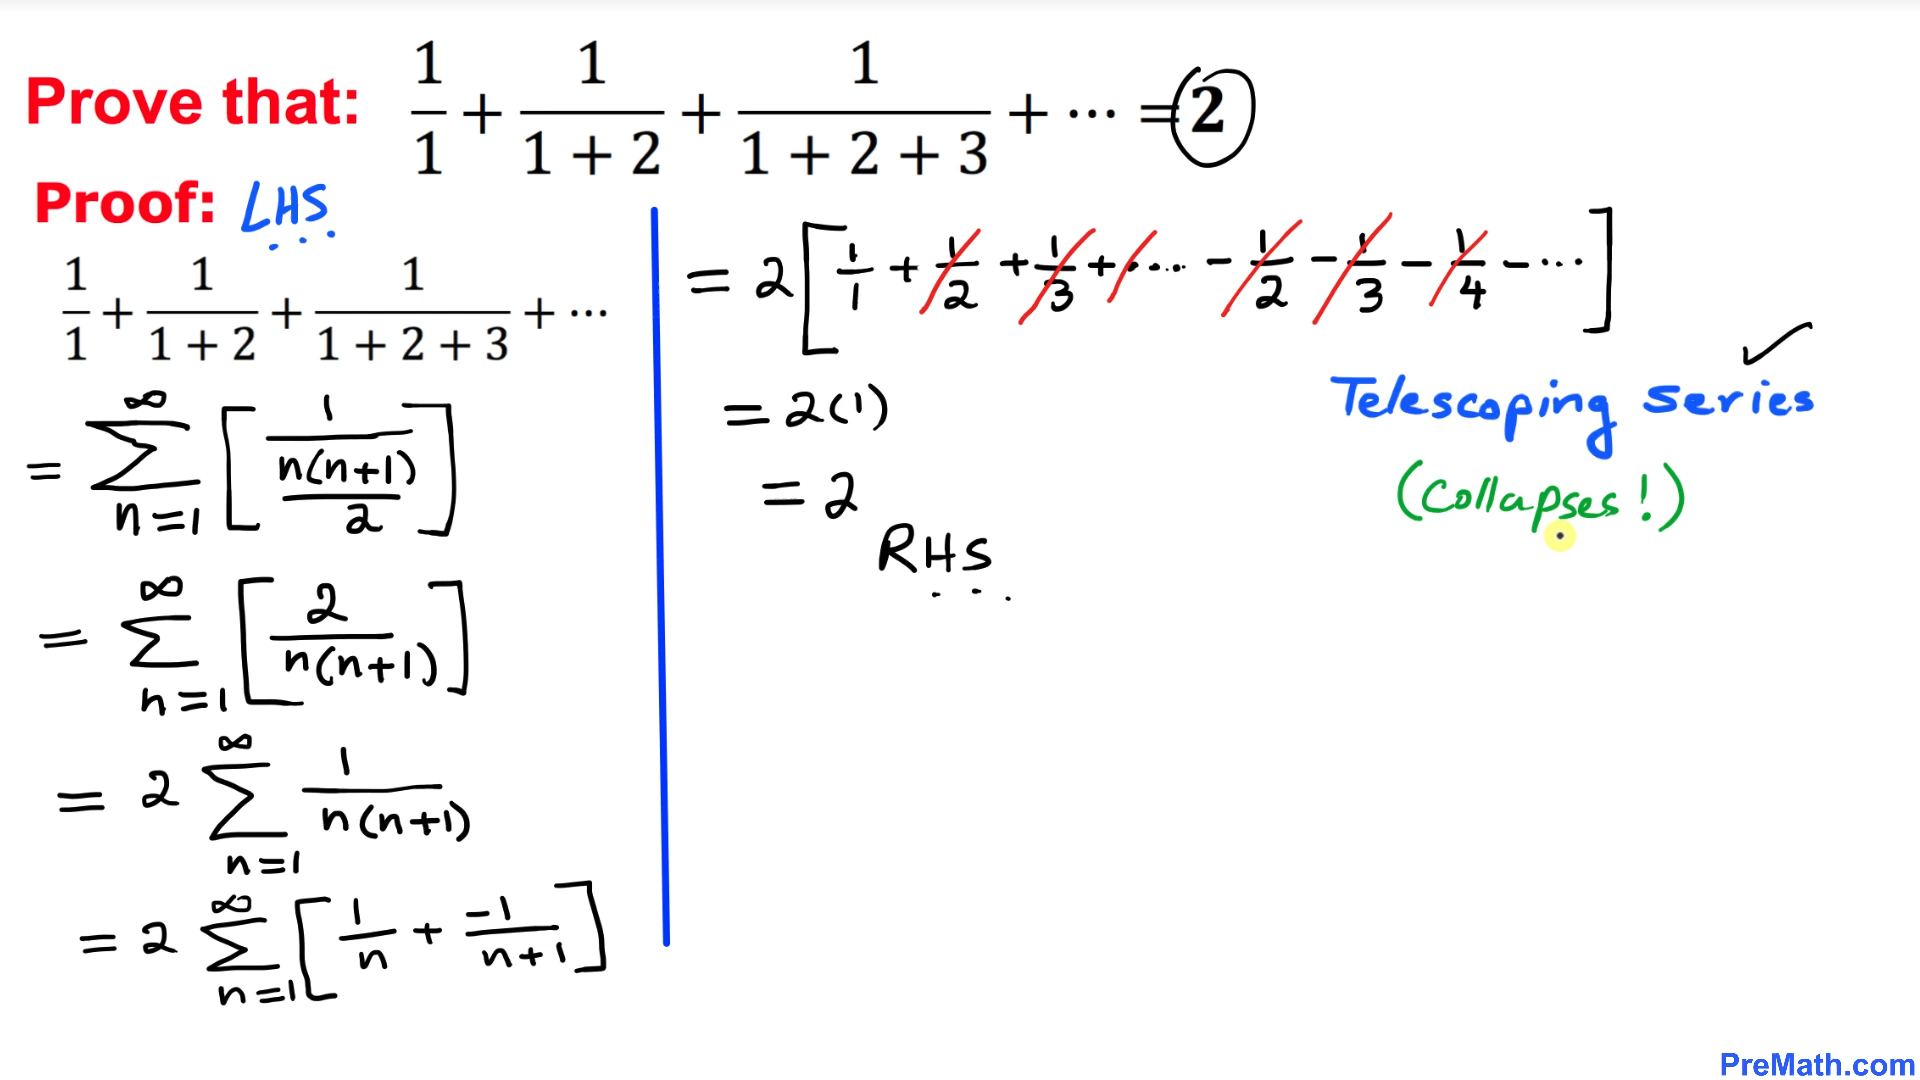 Prove that: 1/1 + 1/(1 + 2) + 1/(1 + 2 + 3) + ⋯ = 2
Proof: LHS
1/1 + 1/(1 + 2) + 1/(1 + 2 + 3) + ⋯
= ∑_{n=1}^{∞} [1/(n(n+1)/2)]
= ∑_{n=1}^{∞} [2/(n(n+1))]
= 2 ∑_{n=1}^{∞} 1/(n(n+1))
= 2 ∑_{n=1}^{∞} [1/n + -1/(n+1)]
= 2 [1/1 + 1/2 + 1/3 + ⋯ - 1/2 - 1/3 - 1/4 - ⋯]
= 2(1)
= 2
RHS
Telescoping series ✓
(Collapses!)
PreMath.com